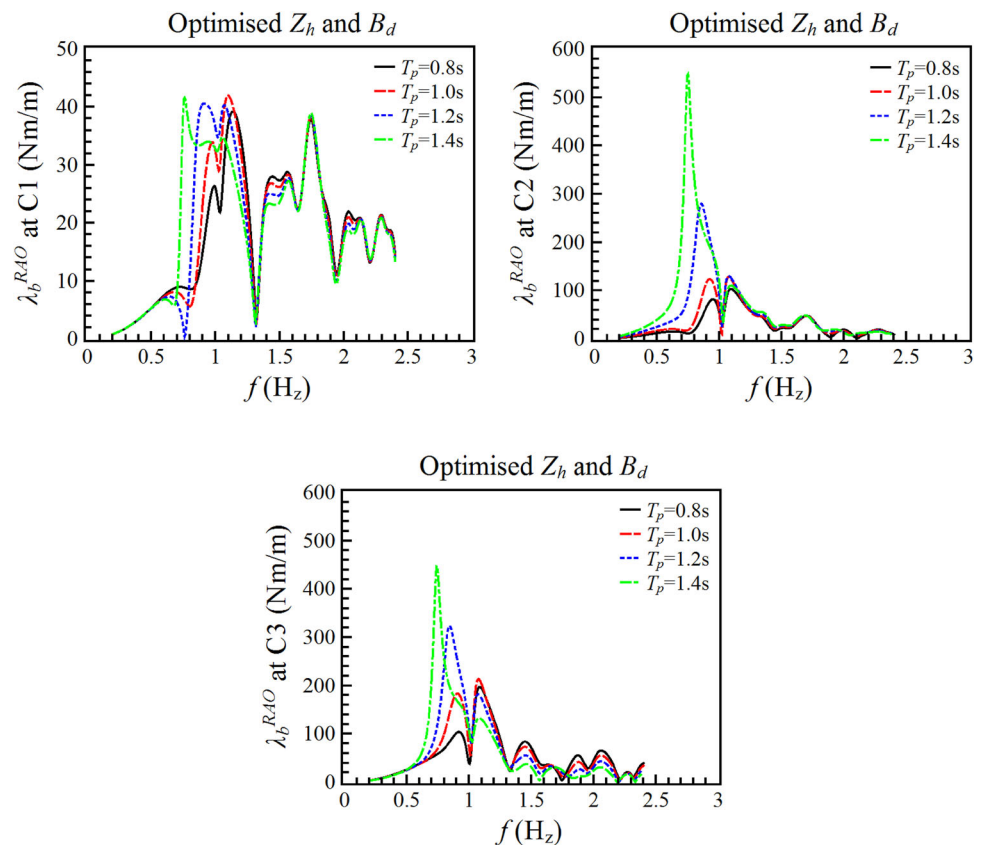 Optimised Z_h and B_d
λ_b^RAO at C1 (Nm/m)
50
40
30
20
10
0
T_p=0.8s
T_p=1.0s
T_p=1.2s
T_p=1.4s
0 0.5 1 1.5 2 2.5 3
f (H_z)
Optimised Z_h and B_d
λ_b^RAO at C2 (Nm/m)
600
500
400
300
200
100
0
T_p=0.8s
T_p=1.0s
T_p=1.2s
T_p=1.4s
0 0.5 1 1.5 2 2.5 3
f (H_z)
Optimised Z_h and B_d
λ_b^RAO at C3 (Nm/m)
600
500
400
300
200
100
0
T_p=0.8s
T_p=1.0s
T_p=1.2s
T_p=1.4s
0 0.5 1 1.5 2 2.5 3
f (H_z)